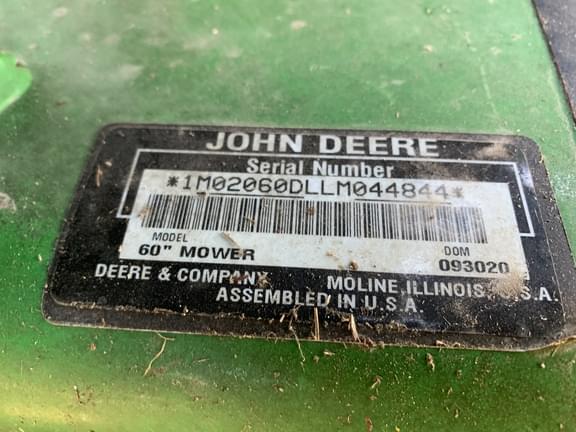 JOHN DEERE
Serial Number
*1M02060DLLM044844*
MODEL DOM
60" MOWER 093020
DEERE & COMPANY MOLINE, ILLINOIS, U.S.A.
ASSEMBLED IN U.S.A.